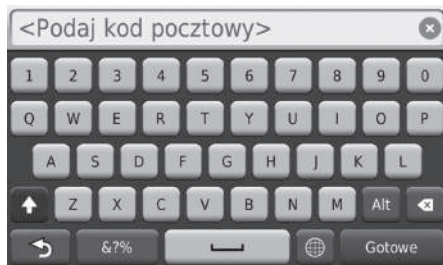 <Podaj kod pocztowy>
1 2 3 4 5 6 7 8 9 0
Q W E R T Y U I O P
A S D F G H J K L
Z X C V B N M Alt
&?% Gotowe